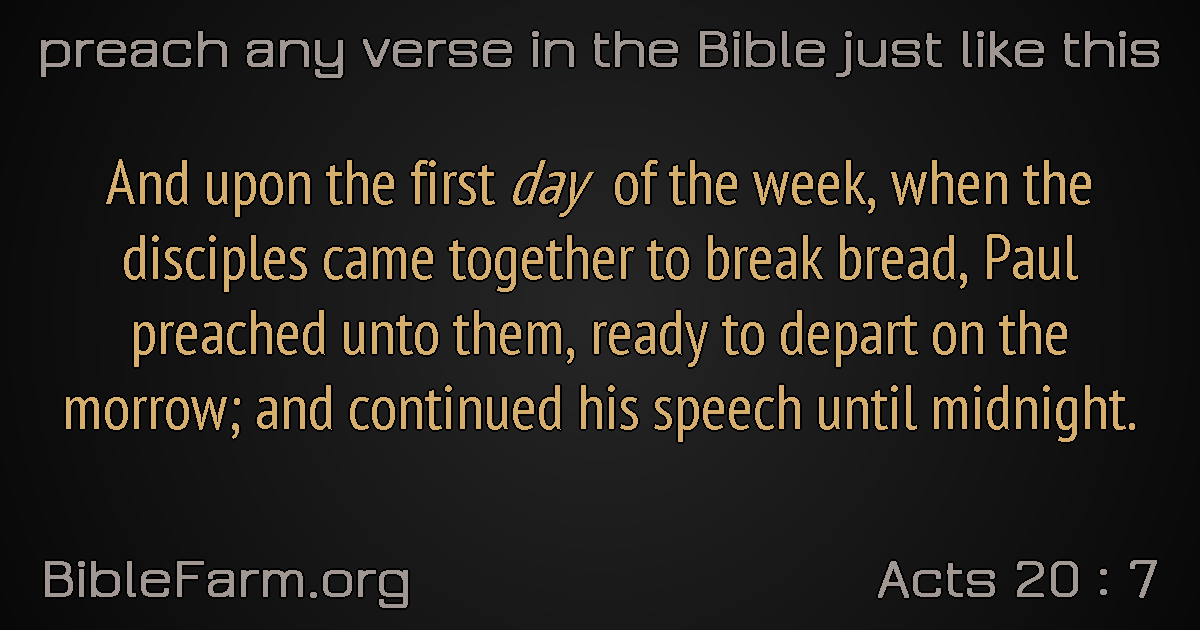 preach any verse in the Bible just like this
And upon the first day of the week, when the
disciples came together to break bread, Paul
preached unto them, ready to depart on the
morrow; and continued his speech until midnight.
BibleFarm.org
Acts 20 : 7